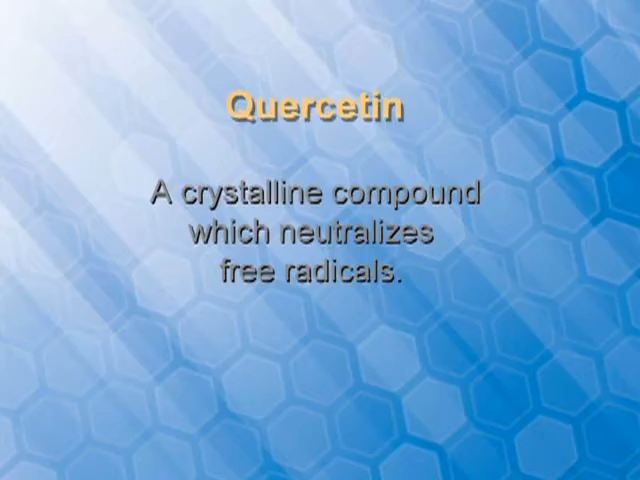 Quercetin
A crystalline compound
which neutralizes
free radicals.